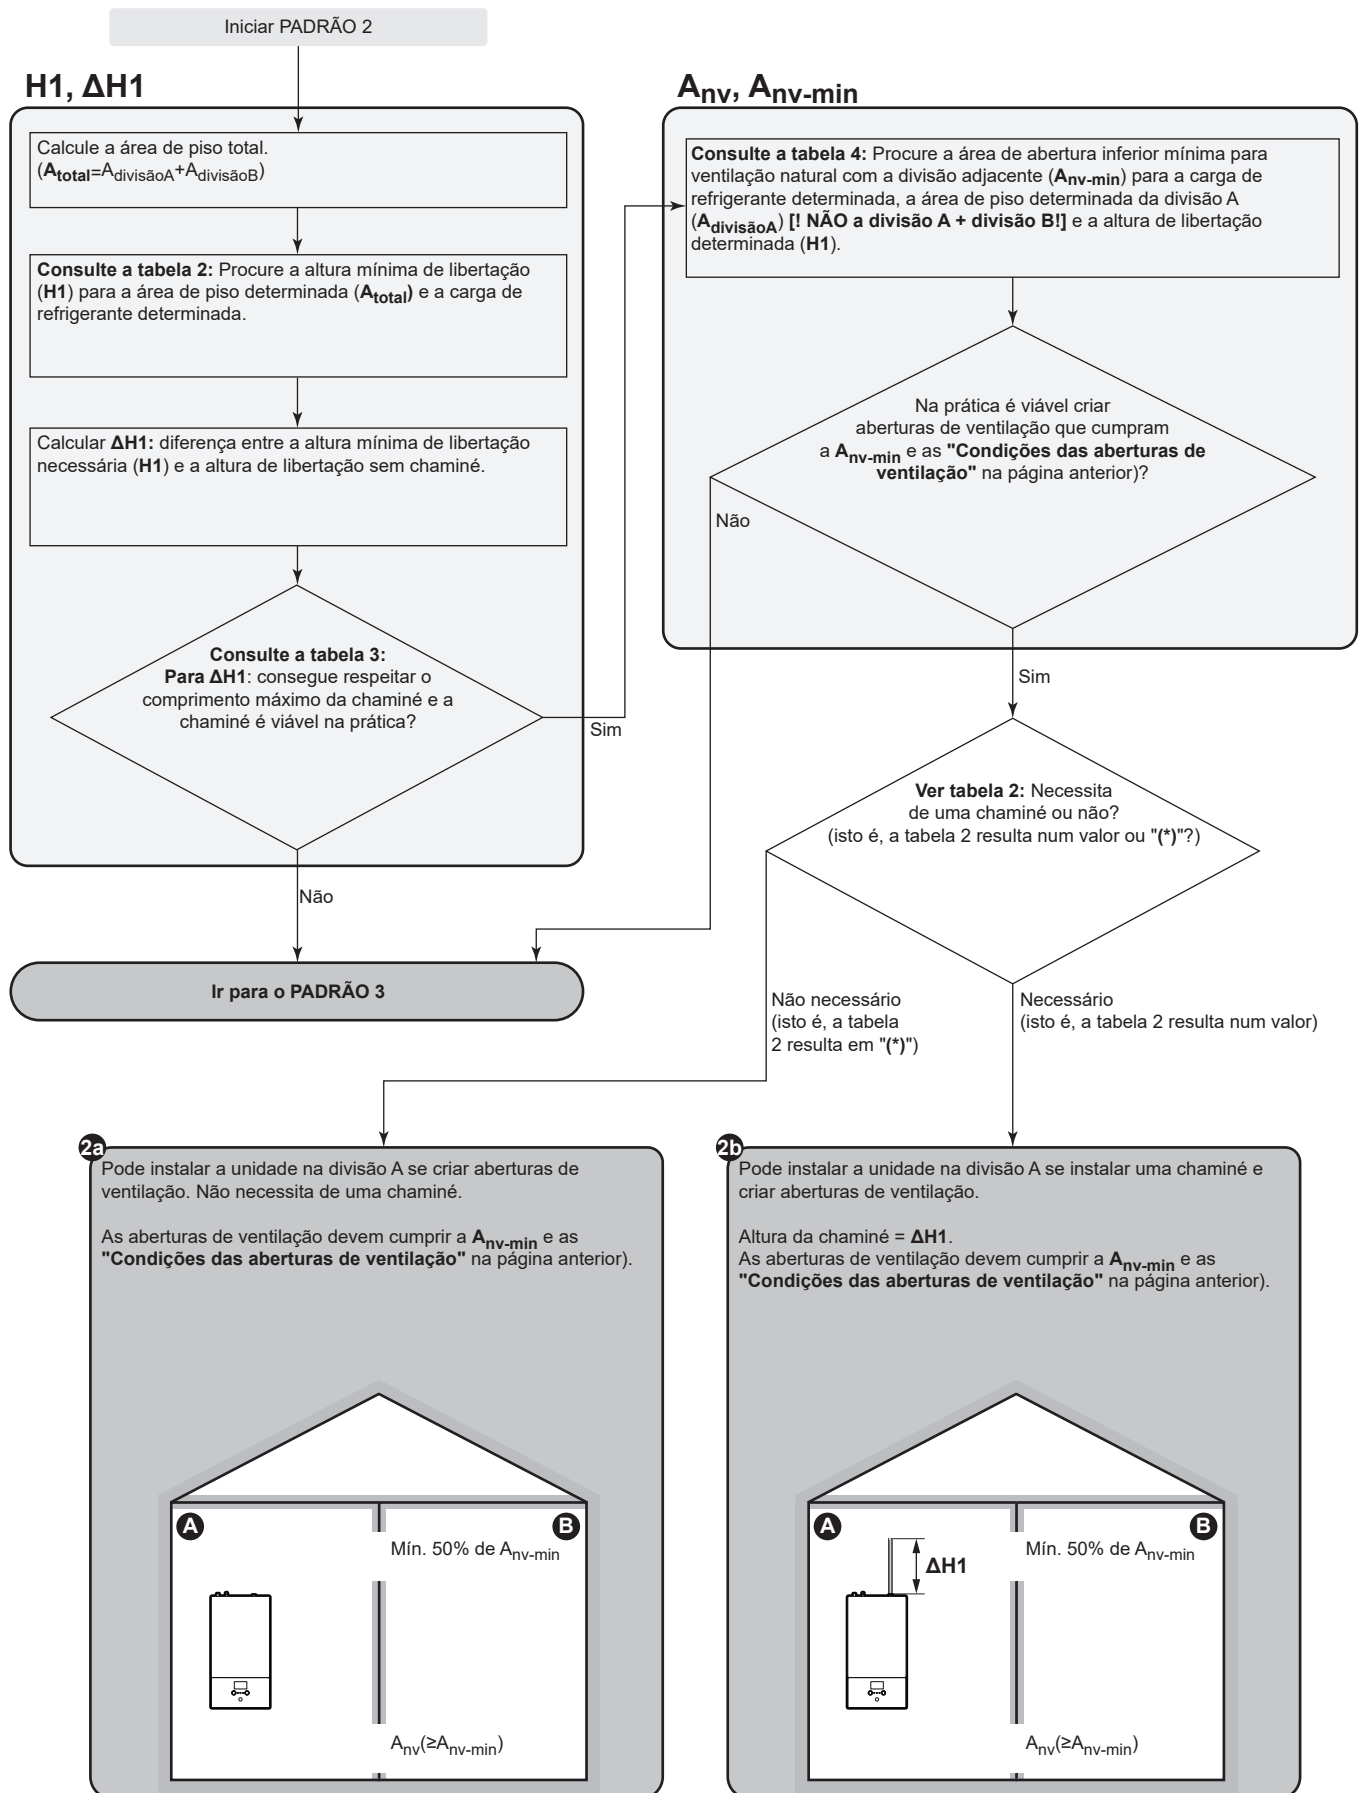 Iniciar PADRÃO 2
H1, ΔH1
Calcule a área de piso total.
(Atotal=AdivisãoA+AdivisãoB)
Consulte a tabela 2: Procure a altura mínima de libertação
(H1) para a área de piso determinada (Atotal) e a carga de
refrigerante determinada.
Calcular ΔH1: diferença entre a altura mínima de libertação
necessária (H1) e a altura de libertação sem chaminé.
Consulte a tabela 3:
Para ΔH1: consegue respeitar o
comprimento máximo da chaminé e a
chaminé é viável na prática?
Sim
Não
Ir para o PADRÃO 3
Anv, Anv-min
Consulte a tabela 4: Procure a área de abertura inferior mínima para
ventilação natural com a divisão adjacente (Anv-min) para a carga de
refrigerante determinada, a área de piso determinada da divisão A
(AdivisãoA) [! NÃO a divisão A + divisão B!] e a altura de libertação
determinada (H1).
Na prática é viável criar
aberturas de ventilação que cumpram
a Anv-min e as "Condições das aberturas de
ventilação" na página anterior)?
Não
Sim
Ver tabela 2: Necessita
de uma chaminé ou não?
(isto é, a tabela 2 resulta num valor ou "(*)"?)
Não necessário
(isto é, a tabela
2 resulta em "(*)")
Necessário
(isto é, a tabela 2 resulta num valor)
2a
Pode instalar a unidade na divisão A se criar aberturas de
ventilação. Não necessita de uma chaminé.
As aberturas de ventilação devem cumprir a Anv-min e as
"Condições das aberturas de ventilação" na página anterior).
A
B
Mín. 50% de Anv-min
Anv(≥Anv-min)
2b
Pode instalar a unidade na divisão A se instalar uma chaminé e
criar aberturas de ventilação.
Altura da chaminé = ΔH1.
As aberturas de ventilação devem cumprir a Anv-min e as
"Condições das aberturas de ventilação" na página anterior).
A
B
Mín. 50% de Anv-min
ΔH1
Anv(≥Anv-min)